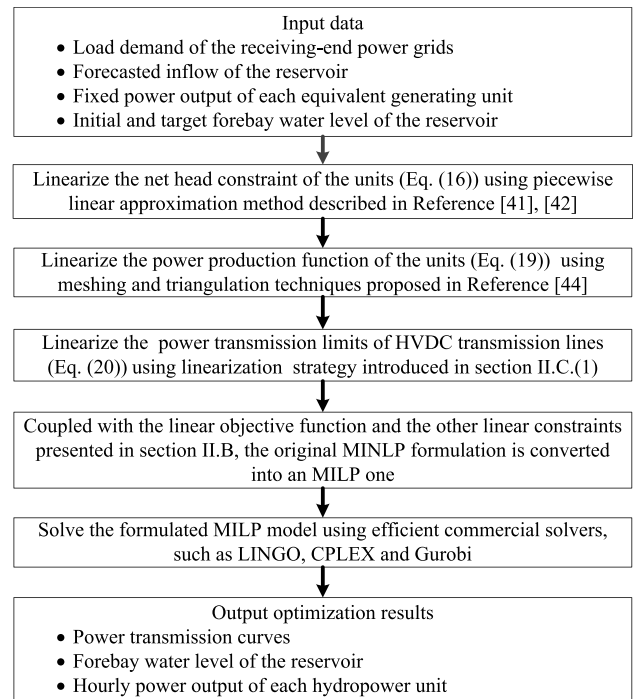 Input data
• Load demand of the receiving-end power grids
• Forecasted inflow of the reservoir
• Fixed power output of each equivalent generating unit
• Initial and target forebay water level of the reservoir
Linearize the net head constraint of the units (Eq. (16)) using piecewise
linear approximation method described in Reference [41], [42]
Linearize the power production function of the units (Eq. (19)) using
meshing and triangulation techniques proposed in Reference [44]
Linearize the power transmission limits of HVDC transmission lines
(Eq. (20)) using linearization strategy introduced in section II.C.(1)
Coupled with the linear objective function and the other linear constraints
presented in section II.B, the original MINLP formulation is converted
into an MILP one
Solve the formulated MILP model using efficient commercial solvers,
such as LINGO, CPLEX and Gurobi
Output optimization results
• Power transmission curves
• Forebay water level of the reservoir
• Hourly power output of each hydropower unit